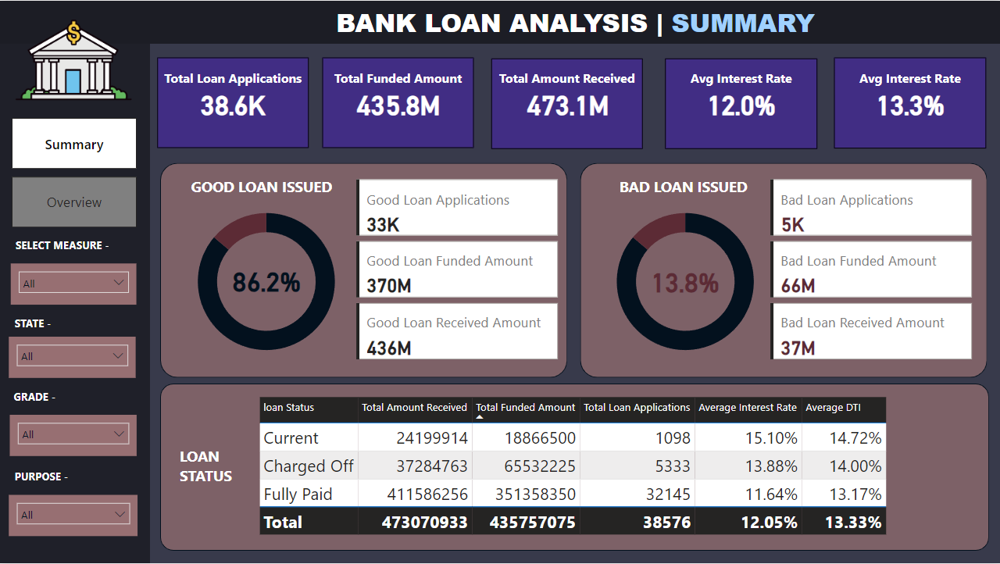 BANK LOAN ANALYSIS | SUMMARY
$
Total Loan Applications
38.6K
Total Funded Amount
435.8M
Total Amount Received
473.1M
Avg Interest Rate
12.0%
Avg Interest Rate
13.3%
Summary
Overview
SELECT MEASURE -
All
STATE -
All
GRADE -
All
PURPOSE -
All
GOOD LOAN ISSUED
86.2%
Good Loan Applications
33K
Good Loan Funded Amount
370M
Good Loan Received Amount
436M
BAD LOAN ISSUED
13.8%
Bad Loan Applications
5K
Bad Loan Funded Amount
66M
Bad Loan Received Amount
37M
LOAN
STATUS
loan Status Total Amount Received Total Funded Amount Total Loan Applications Average Interest Rate Average DTI
Current 24199914 18866500 1098 15.10% 14.72%
Charged Off 37284763 65532225 5333 13.88% 14.00%
Fully Paid 411586256 351358350 32145 11.64% 13.17%
Total 473070933 435757075 38576 12.05% 13.33%